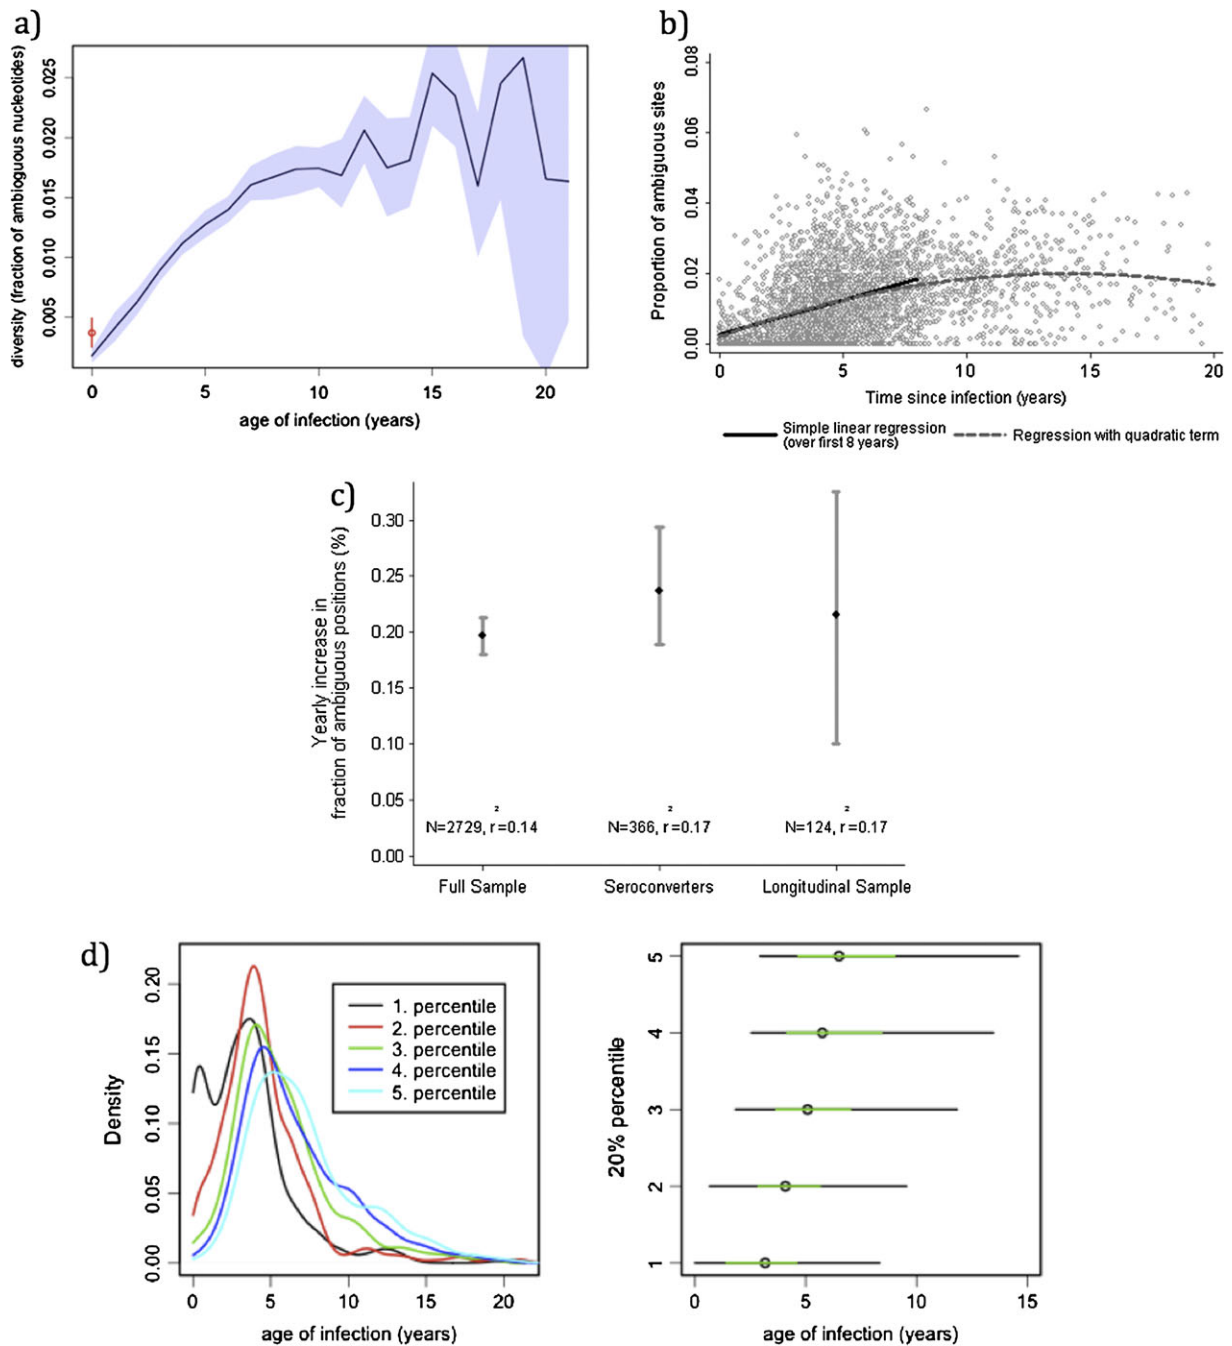 a)
diversity (fraction of ambioguous nucleotides)
0.025
0.020
0.015
0.010
0.005
0 5 10 15 20
age of infection (years)
b)
Proportion of ambiguous sites
0.08
0.06
0.04
0.02
0.00
0 5 10 15 20
Time since infection (years)
Simple linear regression
(over first 8 years)
Regression with quadratic term
c)
Yearly increase in
fraction of ambiguous positions (%)
0.30
0.25
0.20
0.15
0.10
0.05
0.00
N=2729, r²=0.14
N=366, r²=0.17
N=124, r²=0.17
Full Sample
Seroconverters
Longitudinal Sample
d)
Density
0.20
0.15
0.10
0.05
0.00
1. percentile
2. percentile
3. percentile
4. percentile
5. percentile
0 5 10 15 20
age of infection (years)
20% percentile
5
4
3
2
1
0 5 10 15
age of infection (years)